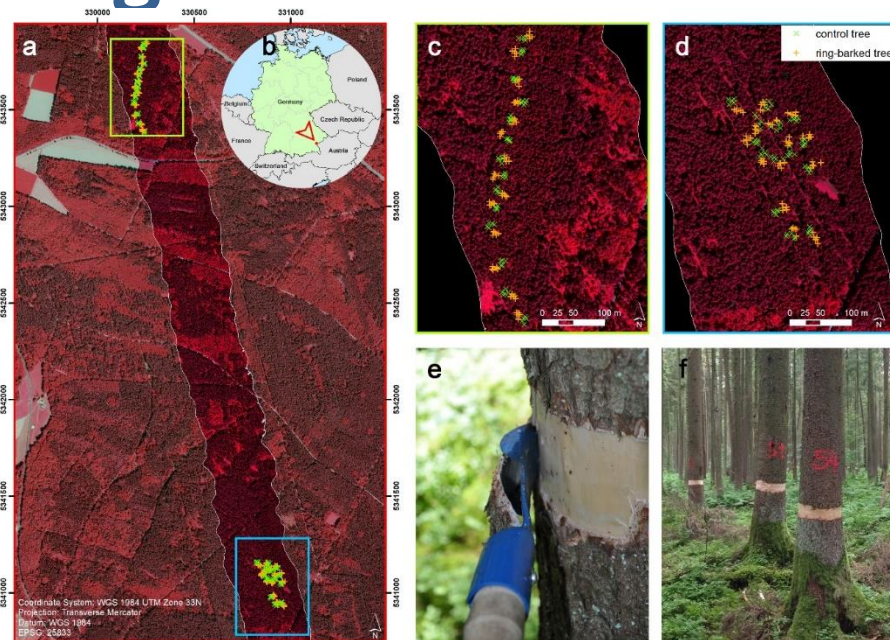 330000
330500
331000
a
b
Poland
Germany
Belgium
Czech Republic
France
Austria
Switzerland
5343500
5343000
5342500
5342000
5341500
5341000
Coordinate System: WGS 1984 UTM Zone 33N
Projection: Transverse Mercator
Datum: WGS 1984
EPSG: 25833
N
c
0 25 50 100 m
N
d
control tree
ring-barked tree
0 25 50 100 m
N
e
f
54